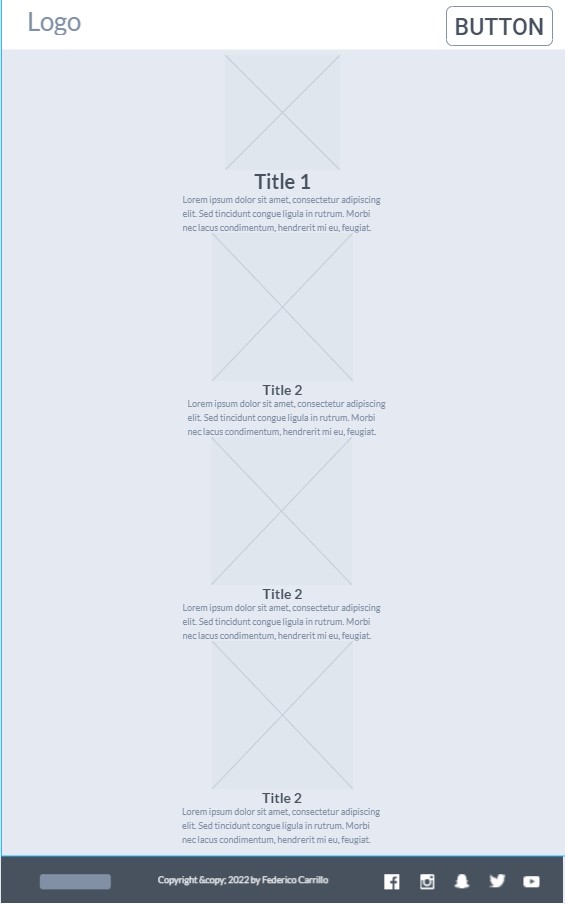 Logo
BUTTON
Title 1
Lorem ipsum dolor sit amet, consectetur adipiscing
elit. Sed tincidunt congue ligula in rutrum. Morbi
nec lacus condimentum, hendrerit mi eu, feugiat.
Title 2
Lorem ipsum dolor sit amet, consectetur adipiscing
elit. Sed tincidunt congue ligula in rutrum. Morbi
nec lacus condimentum, hendrerit mi eu, feugiat.
Title 2
Lorem ipsum dolor sit amet, consectetur adipiscing
elit. Sed tincidunt congue ligula in rutrum. Morbi
nec lacus condimentum, hendrerit mi eu, feugiat.
Title 2
Lorem ipsum dolor sit amet, consectetur adipiscing
elit. Sed tincidunt congue ligula in rutrum. Morbi
nec lacus condimentum, hendrerit mi eu, feugiat.
Copyright &copy; 2022 by Federico Carrillo